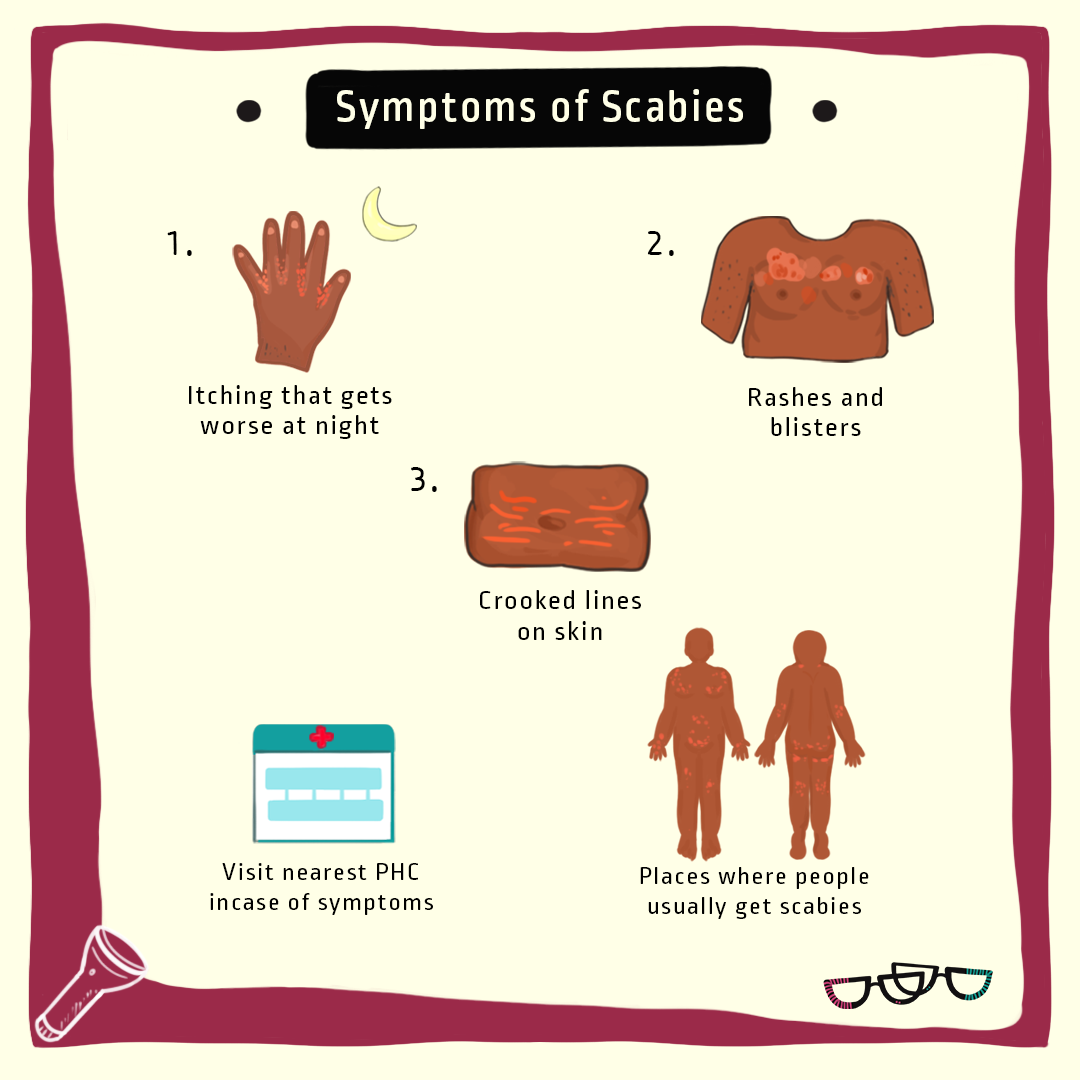 Symptoms of Scabies
1.
Itching that gets
worse at night
2.
Rashes and
blisters
3.
Crooked lines
on skin
Visit nearest PHC
incase of symptoms
Places where people
usually get scabies